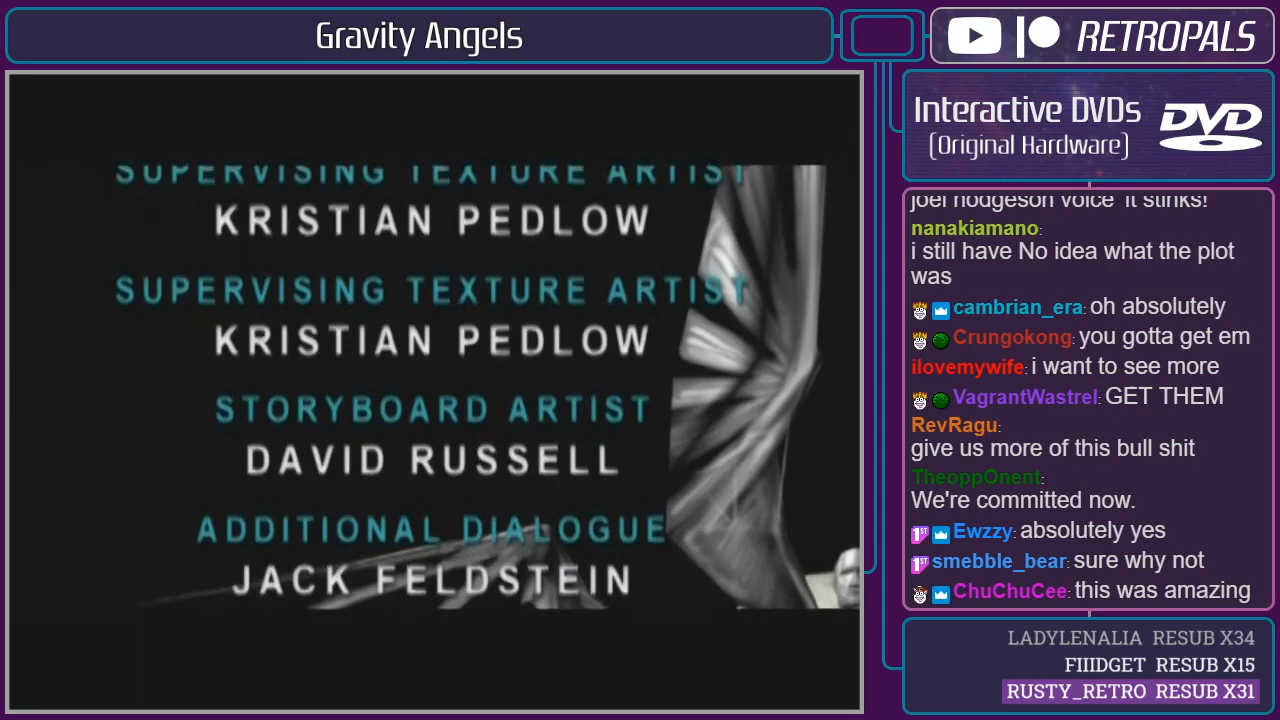 Gravity Angels
RETROPALS
Interactive DVDs
(Original Hardware)
DVD
SUPERVISING TEXTURE ARTIST
KRISTIAN PEDLOW
SUPERVISING TEXTURE ARTIST
KRISTIAN PEDLOW
STORYBOARD ARTIST
DAVID RUSSELL
ADDITIONAL DIALOGUE
JACK FELDSTEIN
joel hodgeson voice it stinks!
nanakiamano:
i still have No idea what the plot
was
cambrian_era: oh absolutely
Crungokong: you gotta get em
ilovemywife: i want to see more
VagrantWastrel: GET THEM
RevRagu:
give us more of this bull shit
TheoppOnent:
We're committed now.
1ST Ewzzy: absolutely yes
1ST smebble_bear: sure why not
ChuChuCee: this was amazing
LADYLENALIA RESUB X34
FIIIDGET RESUB X15
RUSTY_RETRO RESUB X31